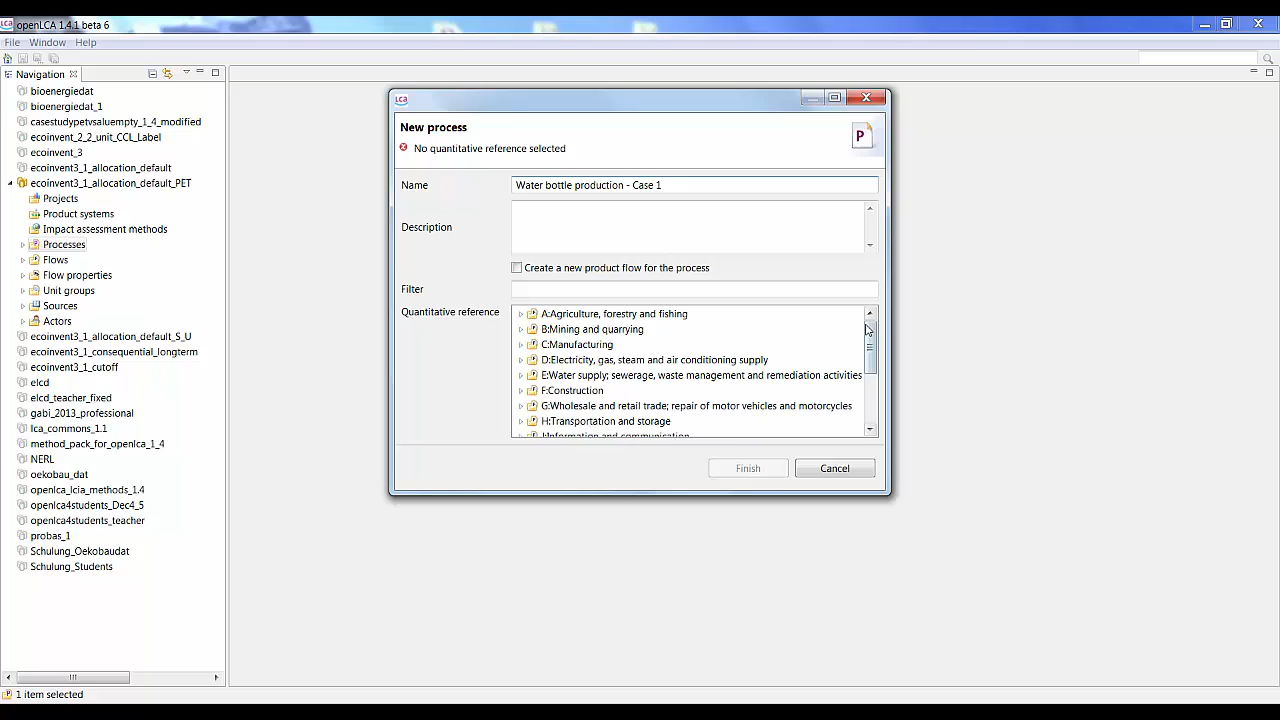 openLCA 1.4.1 beta 6
File Window Help
Navigation
bioenergiedat
bioenergiedat_1
casestudypetvsaluempty_1_4_modified
ecoinvent_2_2_unit_CCL_Label
ecoinvent_3
ecoinvent3_1_allocation_default
ecoinvent3_1_allocation_default_PET
Projects
Product systems
Impact assessment methods
Processes
Flows
Flow properties
Unit groups
Sources
Actors
ecoinvent3_1_allocation_default_S_U
ecoinvent3_1_consequential_longterm
ecoinvent3_1_cutoff
elcd
elcd_teacher_fixed
gabi_2013_professional
lca_commons_1.1
method_pack_for_openlca_1_4
NERL
oekobau_dat
openlca_lcia_methods_1.4
openlca4students_Dec4_5
openlca4students_teacher
probas_1
Schulung_Oekobaudat
Schulung_Students
1 item selected
LCA
New process
No quantitative reference selected
P
Name Water bottle production - Case 1
Description
Create a new product flow for the process
Filter
Quantitative reference
A:Agriculture, forestry and fishing
B:Mining and quarrying
C:Manufacturing
D:Electricity, gas, steam and air conditioning supply
E:Water supply; sewerage, waste management and remediation activities
F:Construction
G:Wholesale and retail trade; repair of motor vehicles and motorcycles
H:Transportation and storage
I:Information and communication
Finish Cancel